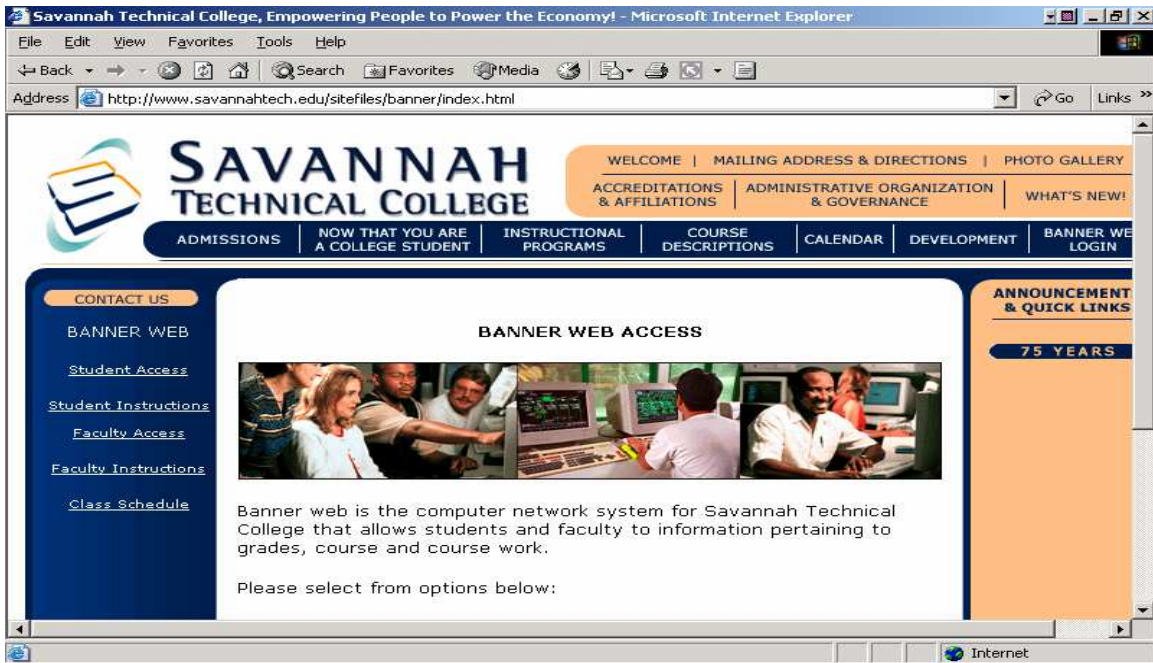 Savannah Technical College, Empowering People to Power the Economy! - Microsoft Internet Explorer
File Edit View Favorites Tools Help
Back Search Favorites Media
Address http://www.savannahtech.edu/sitefiles/banner/index.html Go Links »
SAVANNAH
TECHNICAL COLLEGE
WELCOME | MAILING ADDRESS & DIRECTIONS | PHOTO GALLERY
ACCREDITATIONS & AFFILIATIONS | ADMINISTRATIVE ORGANIZATION & GOVERNANCE | WHAT'S NEW!
ADMISSIONS | NOW THAT YOU ARE A COLLEGE STUDENT | INSTRUCTIONAL PROGRAMS | COURSE DESCRIPTIONS | CALENDAR | DEVELOPMENT | BANNER WE LOGIN
CONTACT US
BANNER WEB
Student Access
Student Instructions
Faculty Access
Faculty Instructions
Class Schedule
BANNER WEB ACCESS
Banner web is the computer network system for Savannah Technical
College that allows students and faculty to information pertaining to
grades, course and course work.
Please select from options below:
ANNOUNCEMENT
& QUICK LINKS
75 YEARS
Internet